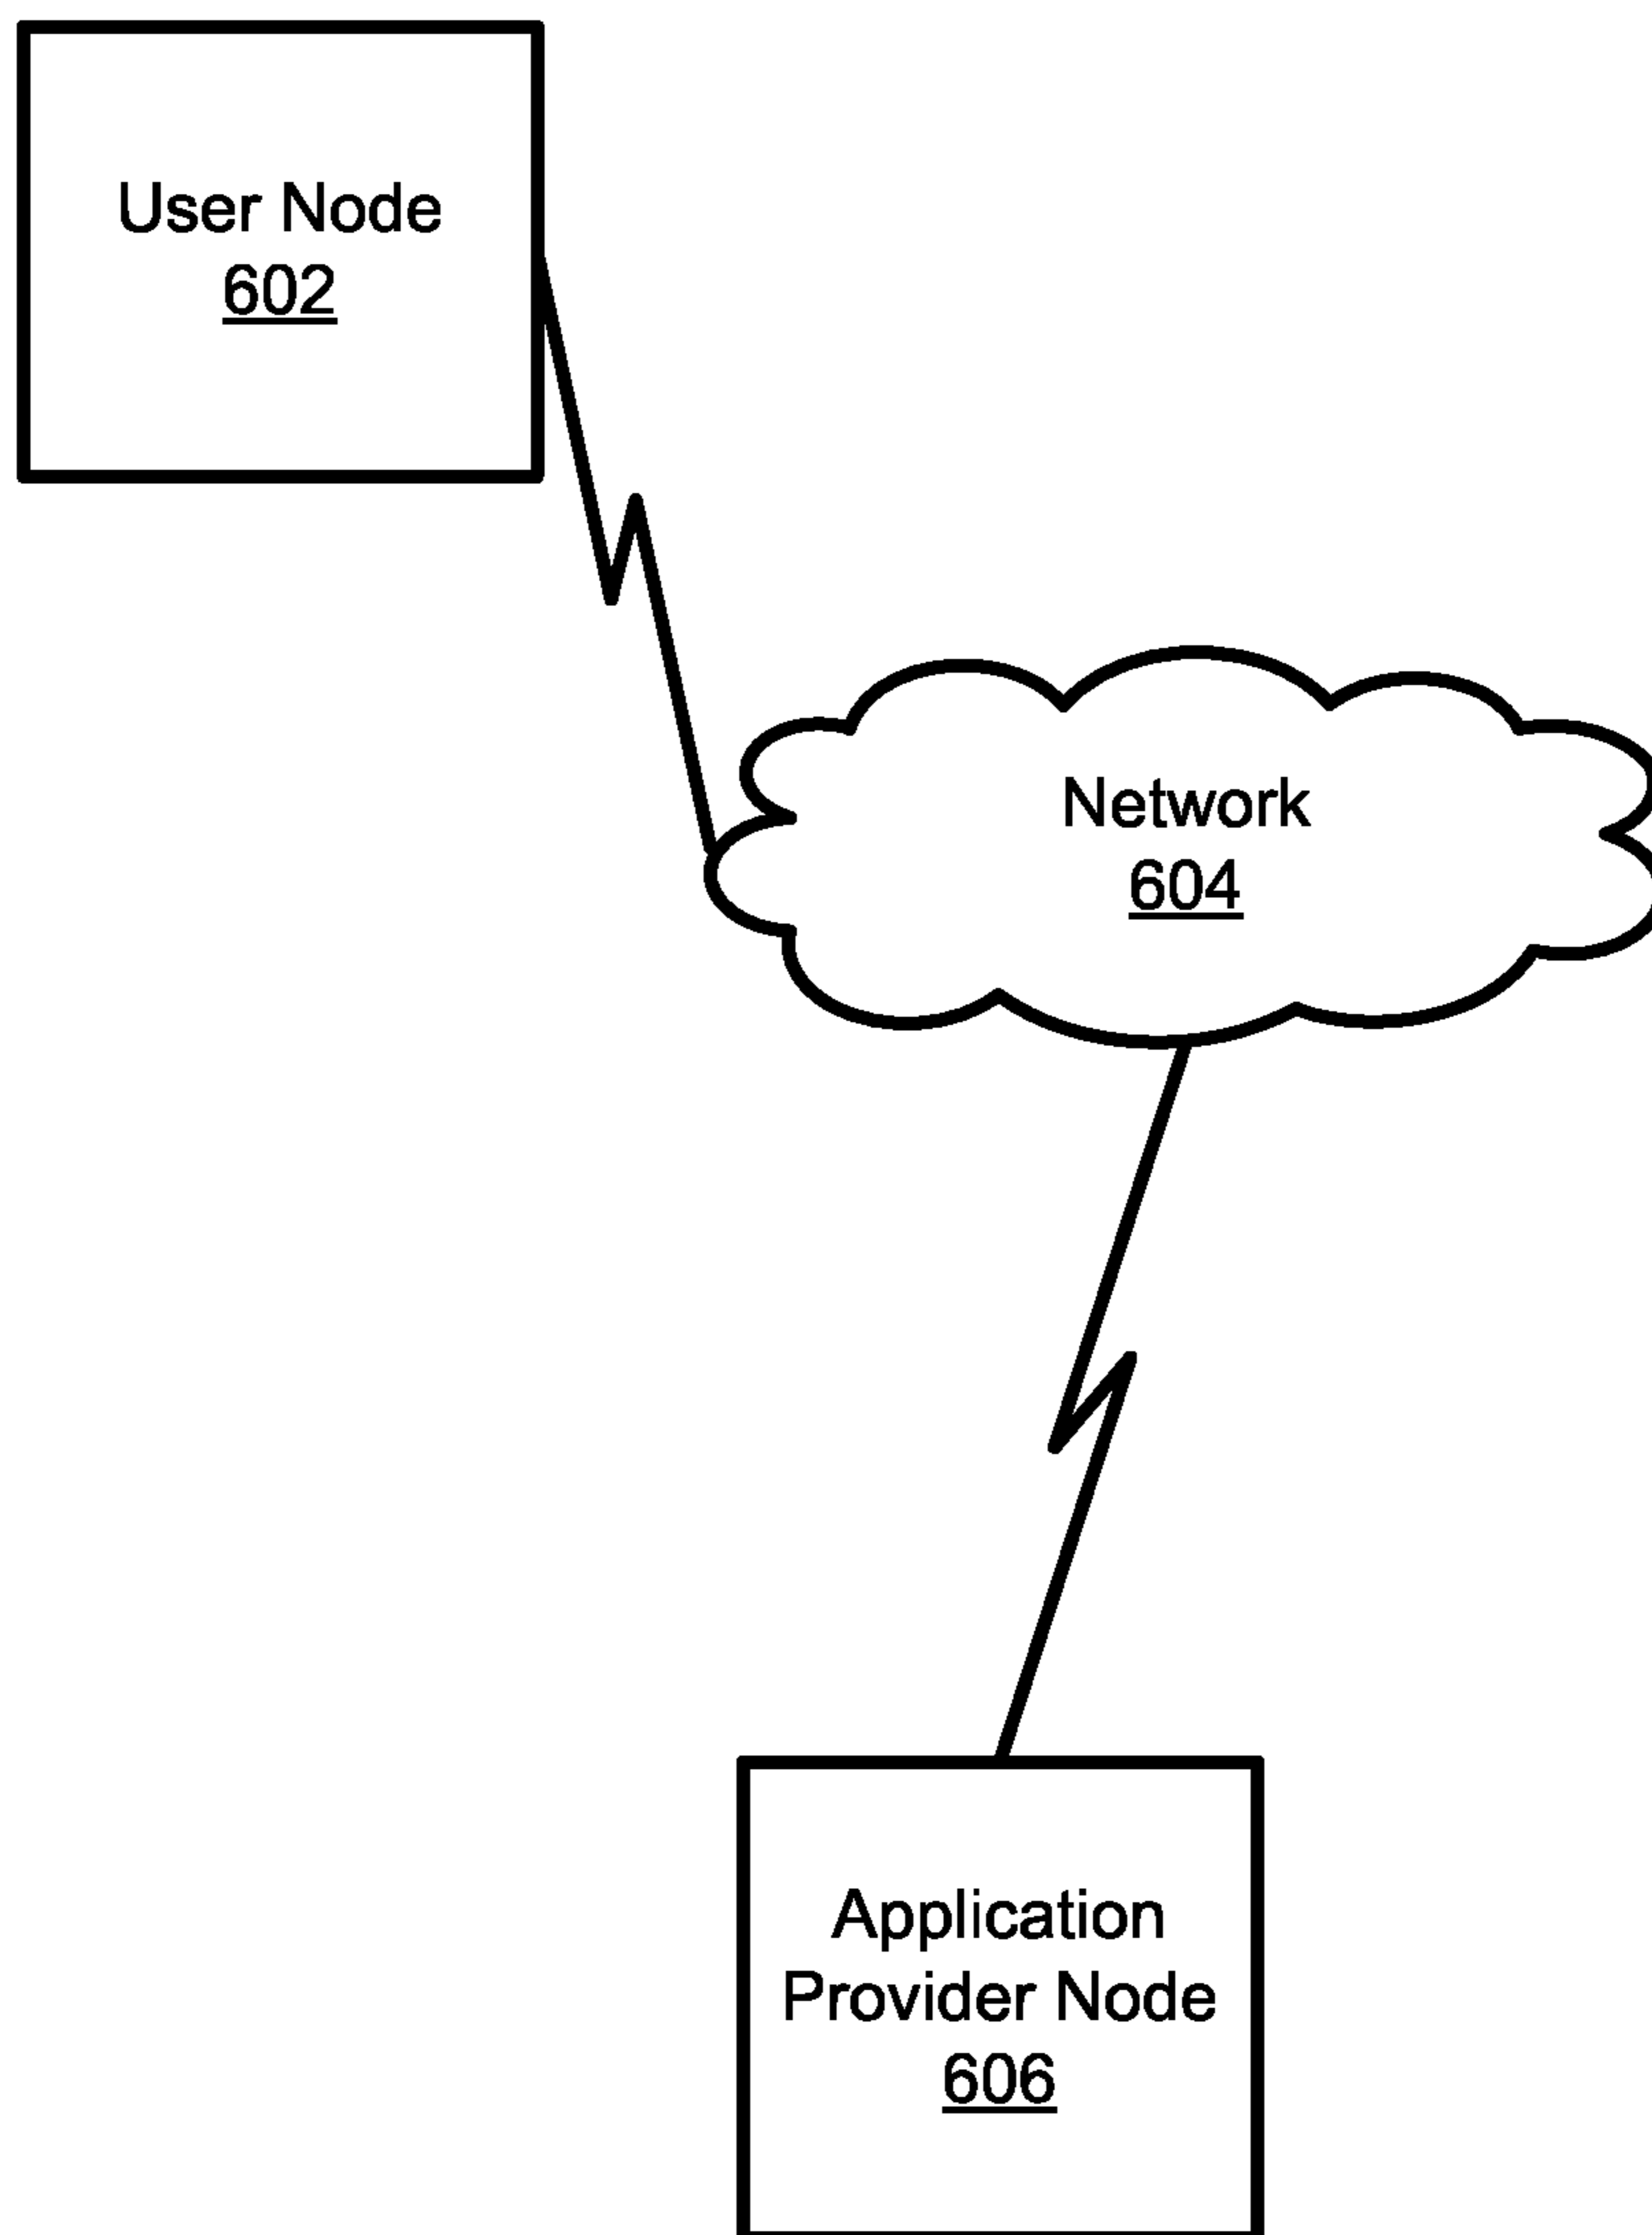 User Node
602
Network
604
Application
Provider Node
606